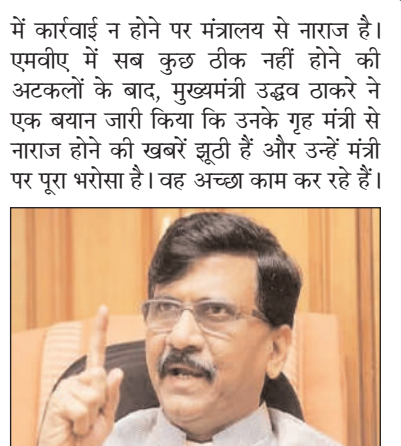 में कार्रवाई न होने पर मंत्रालय से नाराज है।
एमवीए में सब कुछ ठीक नहीं होने की
अटकलों के बाद, मुख्यमंत्री उद्धव ठाकरे ने
एक बयान जारी किया कि उनके गृह मंत्री से
नाराज होने की खबरें झूठी हैं और उन्हें मंत्री
पर पूरा भरोसा है। वह अच्छा काम कर रहे हैं।